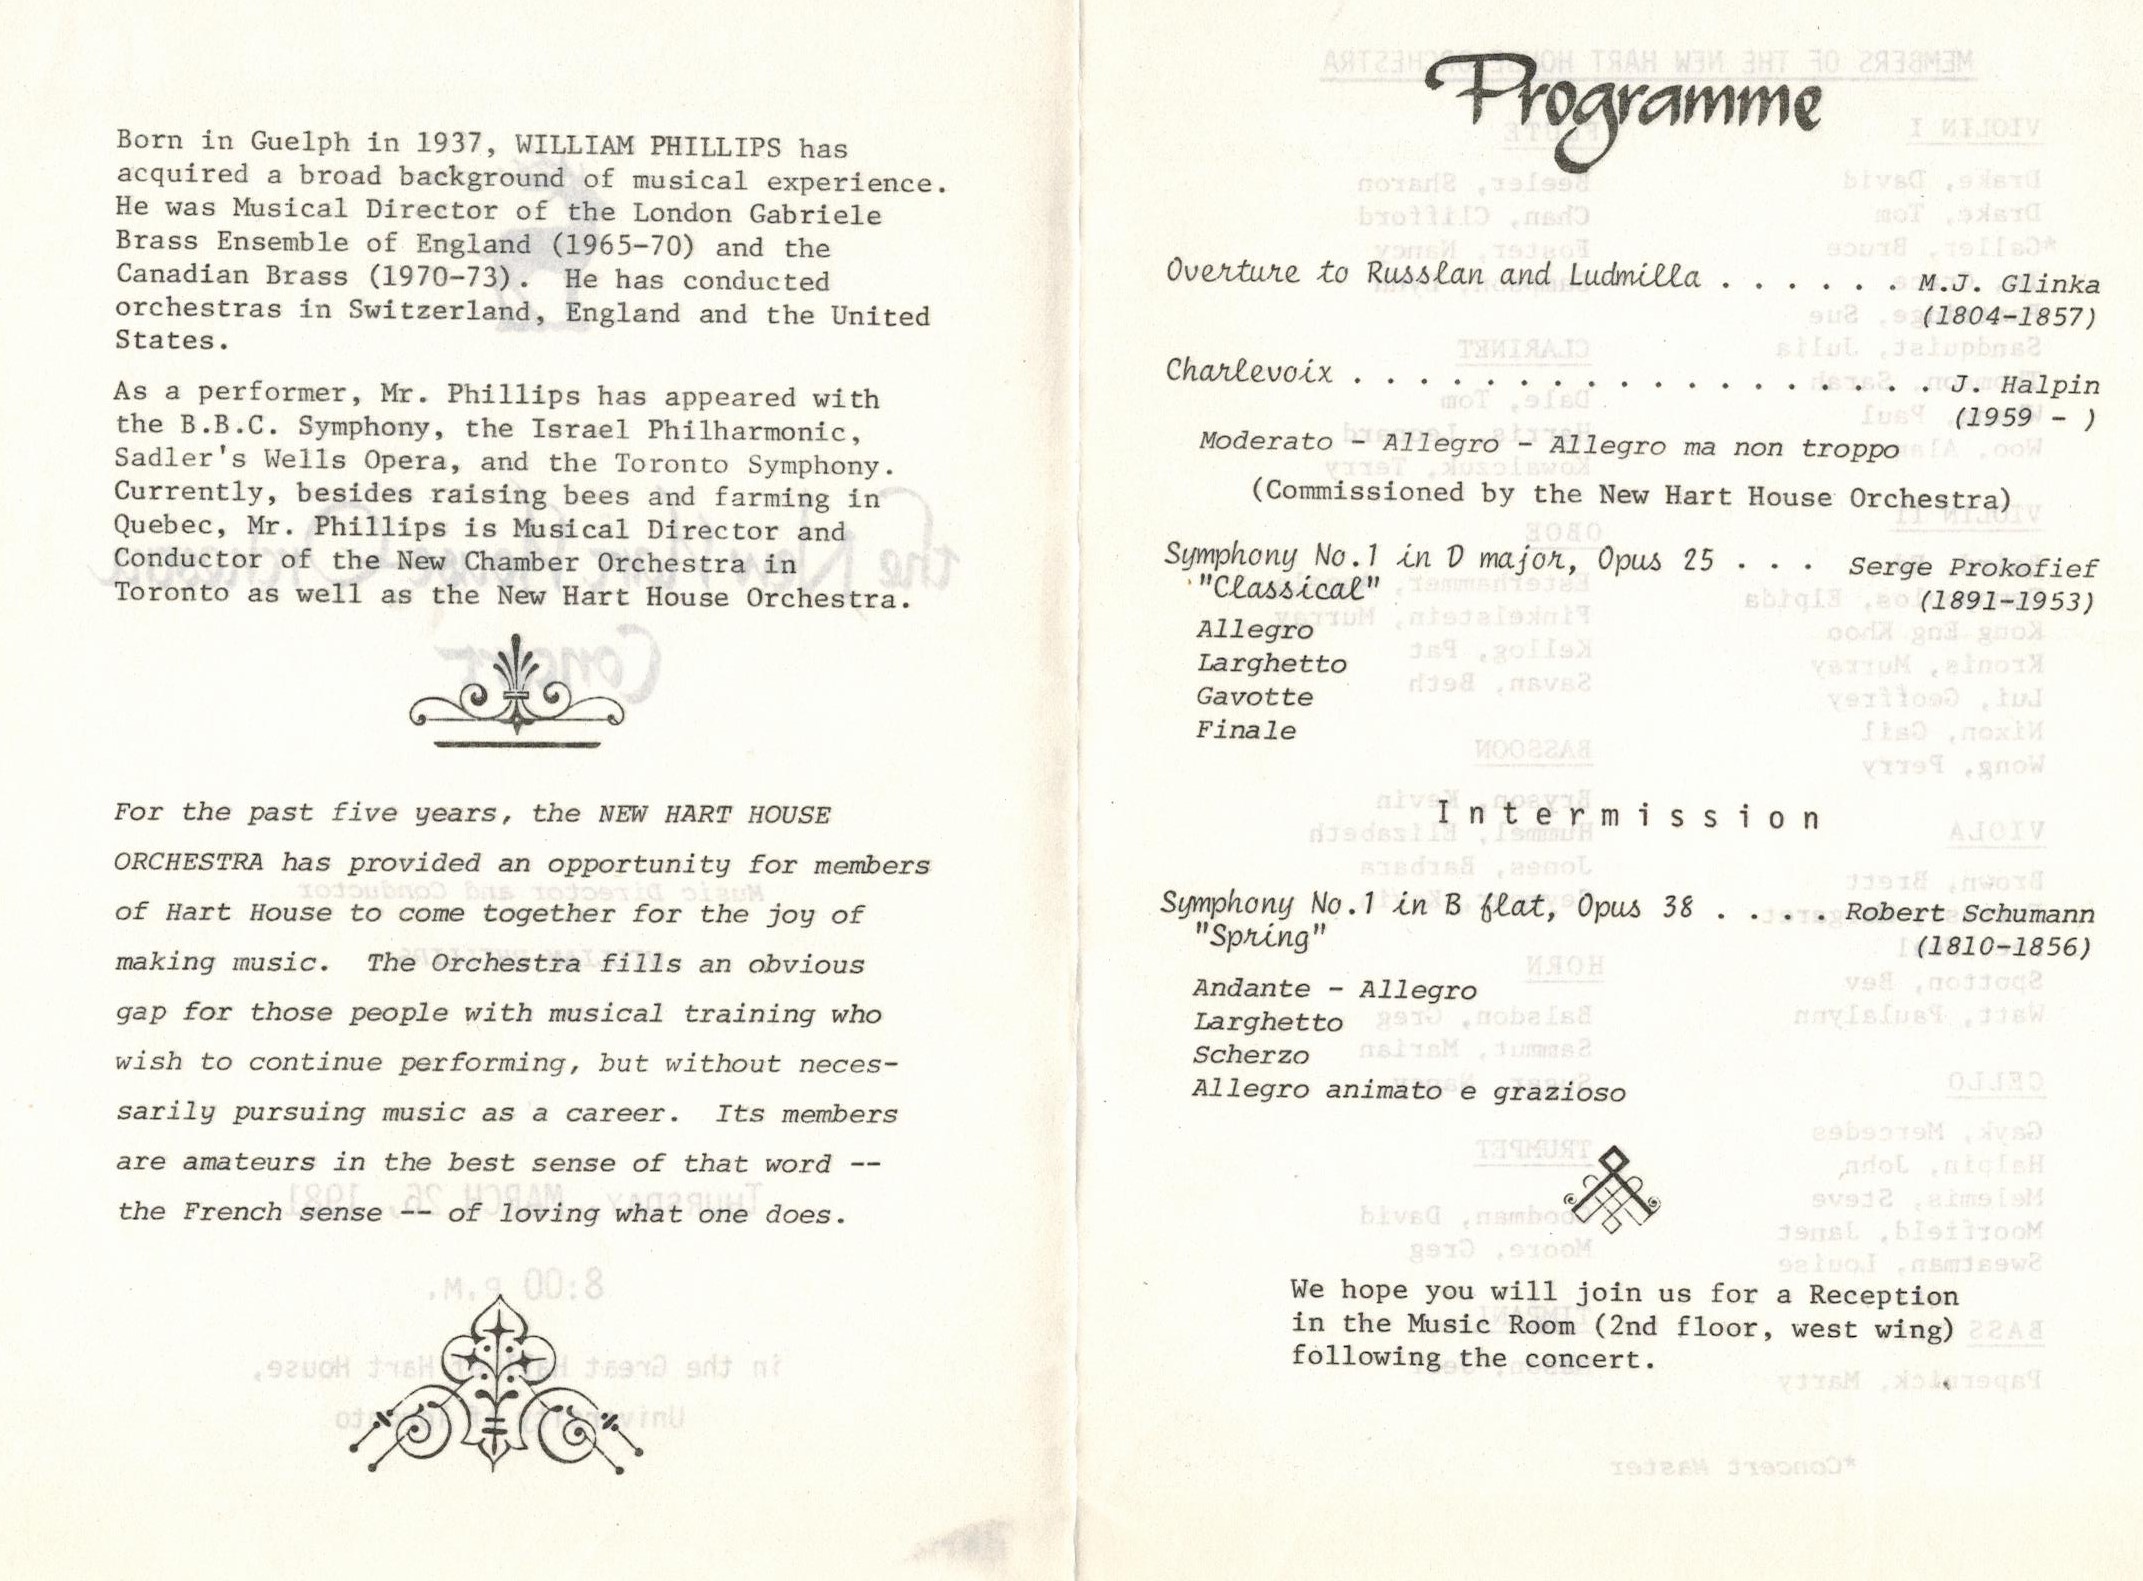 Born in Guelph in 1937, WILLIAM PHILLIPS has
acquired a broad background of musical experience.
He was Musical Director of the London Gabriele
Brass Ensemble of England (1965-70) and the
Canadian Brass (1970-73).  He has conducted
orchestras in Switzerland, England and the United
States.
As a performer, Mr. Phillips has appeared with
the B.B.C. Symphony, the Israel Philharmonic,
Sadler's Wells Opera, and the Toronto Symphony.
Currently, besides raising bees and farming in
Quebec, Mr. Phillips is Musical Director and
Conductor of the New Chamber Orchestra in
Toronto as well as the New Hart House Orchestra.
For the past five years, the NEW HART HOUSE
ORCHESTRA has provided an opportunity for members
of Hart House to come together for the joy of
making music.  The Orchestra fills an obvious
gap for those people with musical training who
wish to continue performing, but without neces-
sarily pursuing music as a career.  Its members
are amateurs in the best sense of that word --
the French sense -- of loving what one does.
Programme
Overture to Russlan and Ludmilla . . . . . . M.J. Glinka
(1804-1857)
Charlevoix . . . . . . . . . . . . . . . . . . J. Halpin
(1959 - )
Moderato - Allegro - Allegro ma non troppo
(Commissioned by the New Hart House Orchestra)
Symphony No.1 in D major, Opus 25 . . . Serge Prokofief
"Classical" (1891-1953)
Allegro
Larghetto
Gavotte
Finale
Intermission
Symphony No.1 in B flat, Opus 38 . . . . Robert Schumann
"Spring" (1810-1856)
Andante - Allegro
Larghetto
Scherzo
Allegro animato e grazioso
We hope you will join us for a Reception
in the Music Room (2nd floor, west wing)
following the concert.